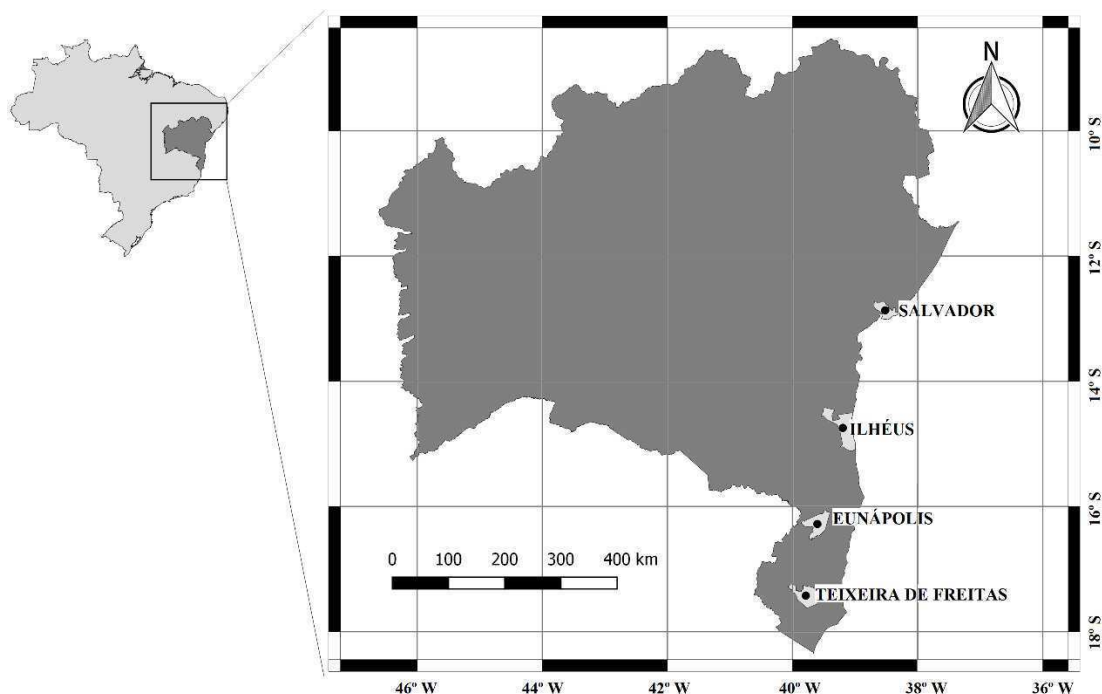 N
10° S
12° S
SALVADOR
14° S
ILHÉUS
16° S
EUNÁPOLIS
0 100 200 300 400 km
TEIXEIRA DE FREITAS
18° S
46° W 44° W 42° W 40° W 38° W 36° W